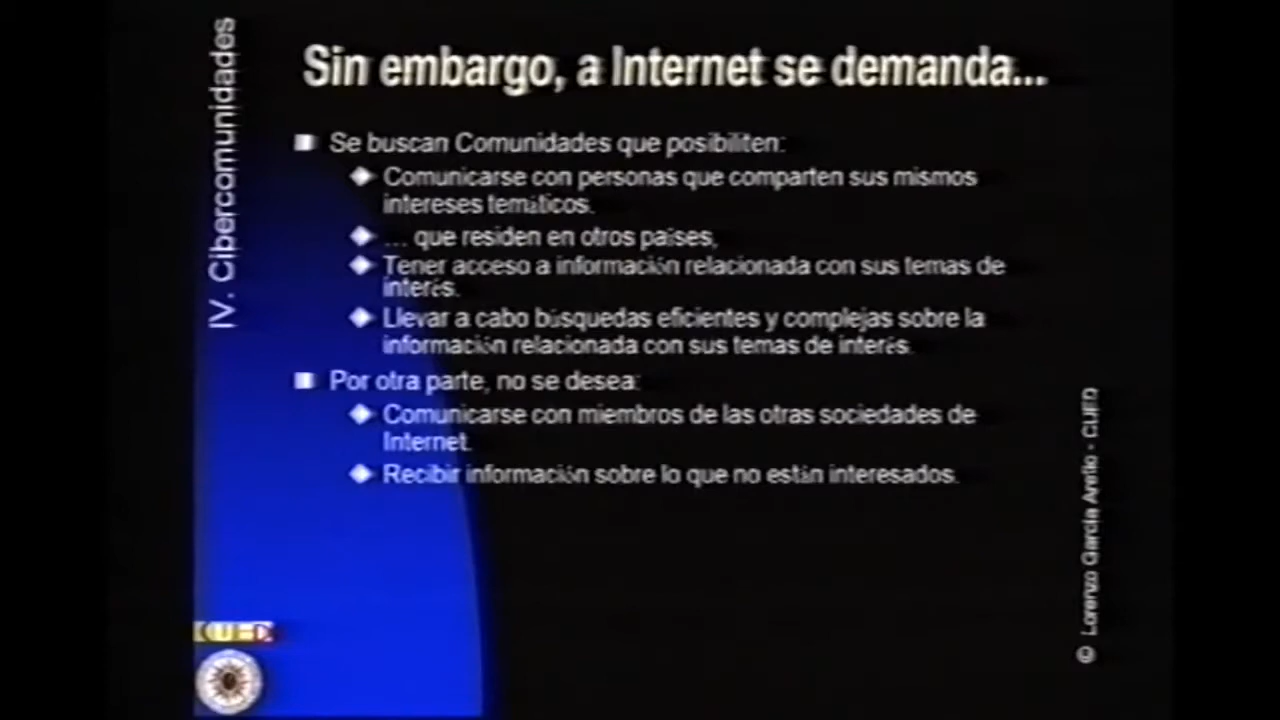 IV. Cibercomunidades
Sin embargo, a Internet se demanda...
Se buscan Comunidades que posibiliten:
Comunicarse con personas que comparten sus mismos
intereses temáticos.
... que residen en otros países,
Tener acceso a información relacionada con sus temas de
interés.
Llevar a cabo búsquedas eficientes y complejas sobre la
información relacionada con sus temas de interés.
Por otra parte, no se desea:
Comunicarse con miembros de las otras sociedades de
Internet.
Recibir información sobre lo que no están interesados.
© Lorenzo García Aretio - CUED
CUED